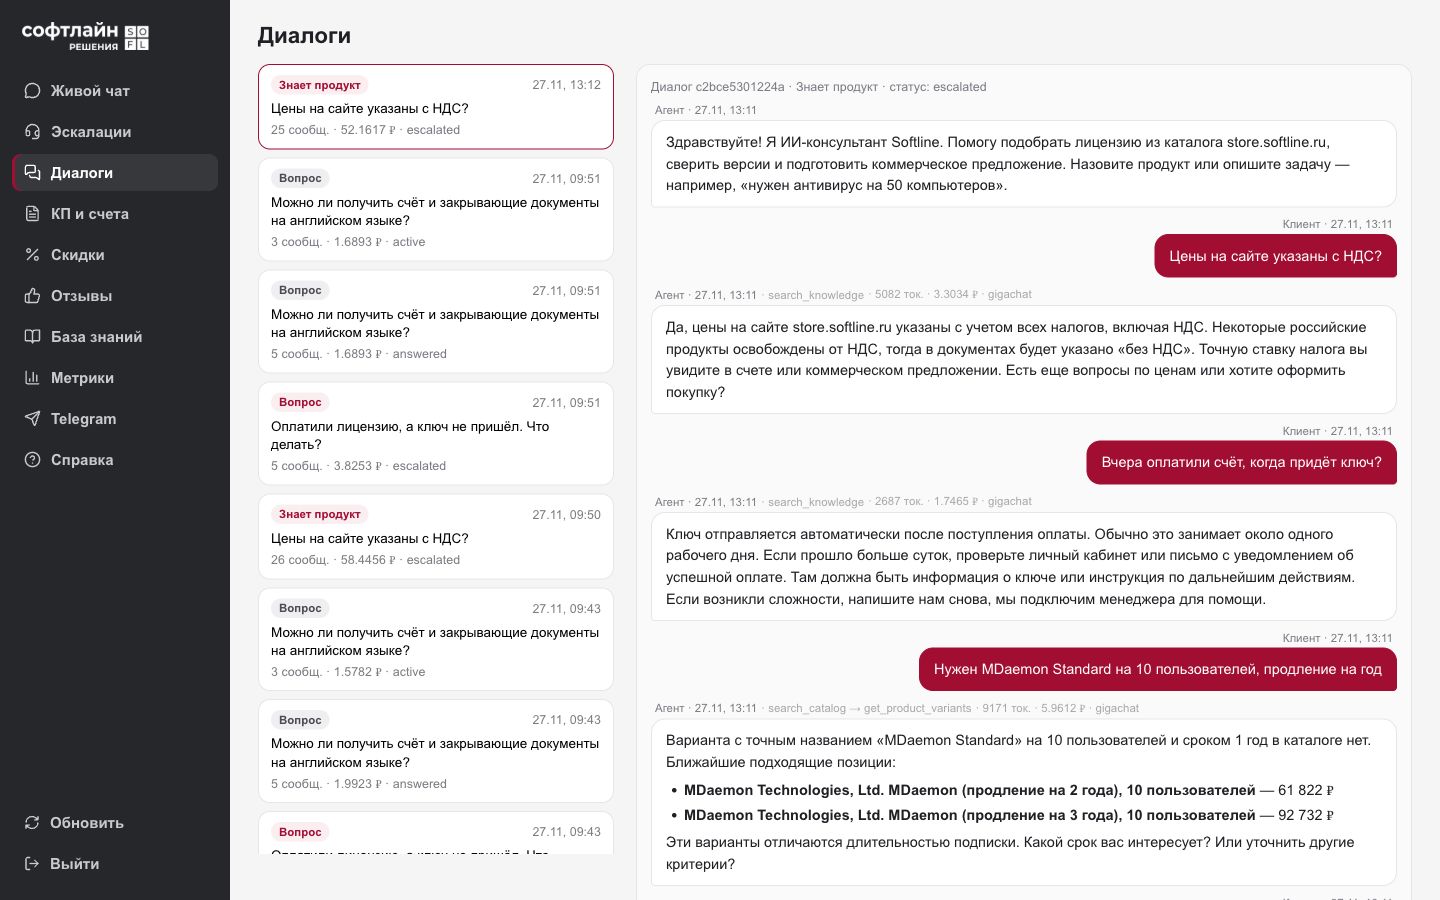 софтлайн
РЕШЕНИЯ
SO
FL
Живой чат
Эскалации
Диалоги
КП и счета
Скидки
Отзывы
База знаний
Метрики
Telegram
Справка
Обновить
Выйти
Диалоги
Знает продукт 27.11, 13:12
Цены на сайте указаны с НДС?
25 сообщ. · 52.1617 ₽ · escalated
Вопрос 27.11, 09:51
Можно ли получить счёт и закрывающие документы
на английском языке?
3 сообщ. · 1.6893 ₽ · active
Вопрос 27.11, 09:51
Можно ли получить счёт и закрывающие документы
на английском языке?
5 сообщ. · 1.6893 ₽ · answered
Вопрос 27.11, 09:51
Оплатили лицензию, а ключ не пришёл. Что
делать?
5 сообщ. · 3.8253 ₽ · escalated
Знает продукт 27.11, 09:50
Цены на сайте указаны с НДС?
26 сообщ. · 58.4456 ₽ · escalated
Вопрос 27.11, 09:43
Можно ли получить счёт и закрывающие документы
на английском языке?
3 сообщ. · 1.5782 ₽ · active
Вопрос 27.11, 09:43
Можно ли получить счёт и закрывающие документы
на английском языке?
5 сообщ. · 1.9923 ₽ · answered
Вопрос 27.11, 09:43
Диалог c2bce5301224a · Знает продукт · статус: escalated
Агент · 27.11, 13:11
Здравствуйте! Я ИИ-консультант Softline. Помогу подобрать лицензию из каталога store.softline.ru,
сверить версии и подготовить коммерческое предложение. Назовите продукт или опишите задачу —
например, «нужен антивирус на 50 компьютеров».
Клиент · 27.11, 13:11
Цены на сайте указаны с НДС?
Агент · 27.11, 13:11 · search_knowledge · 5082 ток. · 3.3034 ₽ · gigachat
Да, цены на сайте store.softline.ru указаны с учетом всех налогов, включая НДС. Некоторые российские
продукты освобождены от НДС, тогда в документах будет указано «без НДС». Точную ставку налога вы
увидите в счете или коммерческом предложении. Есть еще вопросы по ценам или хотите оформить
покупку?
Клиент · 27.11, 13:11
Вчера оплатили счёт, когда придёт ключ?
Агент · 27.11, 13:11 · search_knowledge · 2687 ток. · 1.7465 ₽ · gigachat
Ключ отправляется автоматически после поступления оплаты. Обычно это занимает около одного
рабочего дня. Если прошло больше суток, проверьте личный кабинет или письмо с уведомлением об
успешной оплате. Там должна быть информация о ключе или инструкция по дальнейшим действиям.
Если возникли сложности, напишите нам снова, мы подключим менеджера для помощи.
Клиент · 27.11, 13:11
Нужен MDaemon Standard на 10 пользователей, продление на год
Агент · 27.11, 13:11 · search_catalog → get_product_variants · 9171 ток. · 5.9612 ₽ · gigachat
Варианта с точным названием «MDaemon Standard» на 10 пользователей и сроком 1 год в каталоге нет.
Ближайшие подходящие позиции:
• MDaemon Technologies, Ltd. MDaemon (продление на 2 года), 10 пользователей — 61 822 ₽
• MDaemon Technologies, Ltd. MDaemon (продление на 3 года), 10 пользователей — 92 732 ₽
Эти варианты отличаются длительностью подписки. Какой срок вас интересует? Или уточнить другие
критерии?